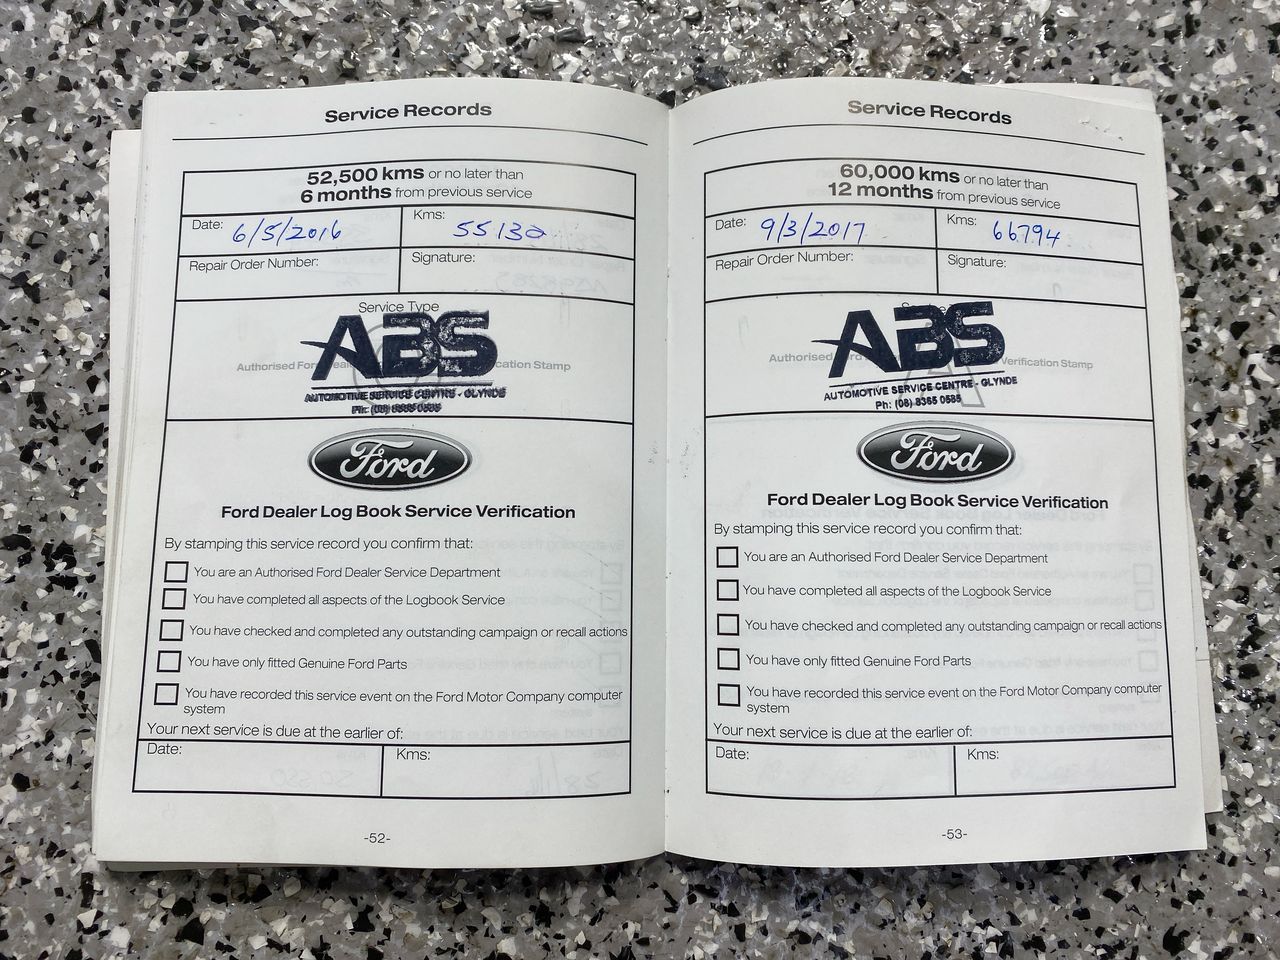 Service Records
52,500 kms or no later than
6 months from previous service
Date: 6/5/2016 Kms: 55132
Repair Order Number: Signature:
Service Type
ABS
Authorised cation Stamp
AUTOMOTIVE SERVICE CENTRE - GLYNDE
Ph: (08) 8365 0585
Ford
Ford Dealer Log Book Service Verification
By stamping this service record you confirm that:
You are an Authorised Ford Dealer Service Department
You have completed all aspects of the Logbook Service
You have checked and completed any outstanding campaign or recall actions
You have only fitted Genuine Ford Parts
You have recorded this service event on the Ford Motor Company computer
system
Your next service is due at the earlier of:
Date: Kms:
-52-
Service Records
60,000 kms or no later than
12 months from previous service
Date: 9/3/2017 Kms: 66794
Repair Order Number: Signature:
ABS
Authorised Verification Stamp
AUTOMOTIVE SERVICE CENTRE - GLYNDE
Ph: (08) 8365 0585
Ford
Ford Dealer Log Book Service Verification
By stamping this service record you confirm that:
You are an Authorised Ford Dealer Service Department
You have completed all aspects of the Logbook Service
You have checked and completed any outstanding campaign or recall actions
You have only fitted Genuine Ford Parts
You have recorded this service event on the Ford Motor Company computer
system
Your next service is due at the earlier of:
Date: Kms:
-53-